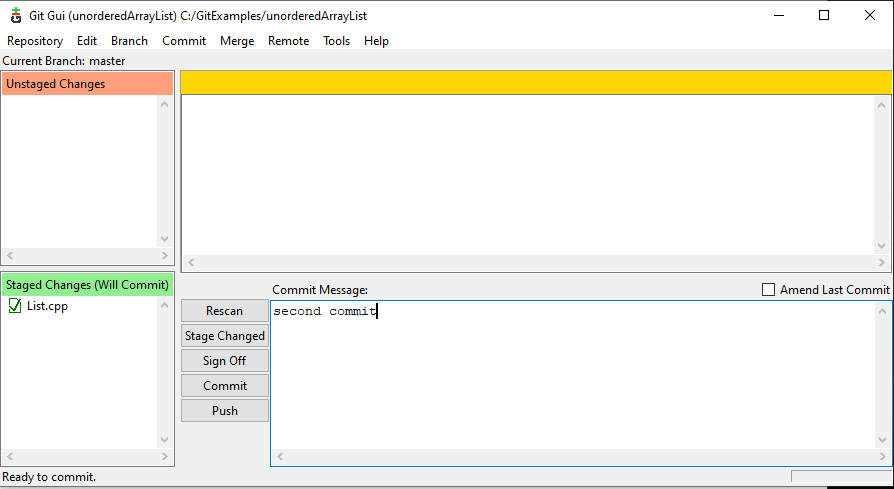 Git Gui (unorderedArrayList) C:/GitExamples/unorderedArrayList
Repository Edit Branch Commit Merge Remote Tools Help
Current Branch: master
Unstaged Changes
Staged Changes (Will Commit)
List.cpp
Commit Message:
Amend Last Commit
Rescan
Stage Changed
Sign Off
Commit
Push
second commit
Ready to commit.